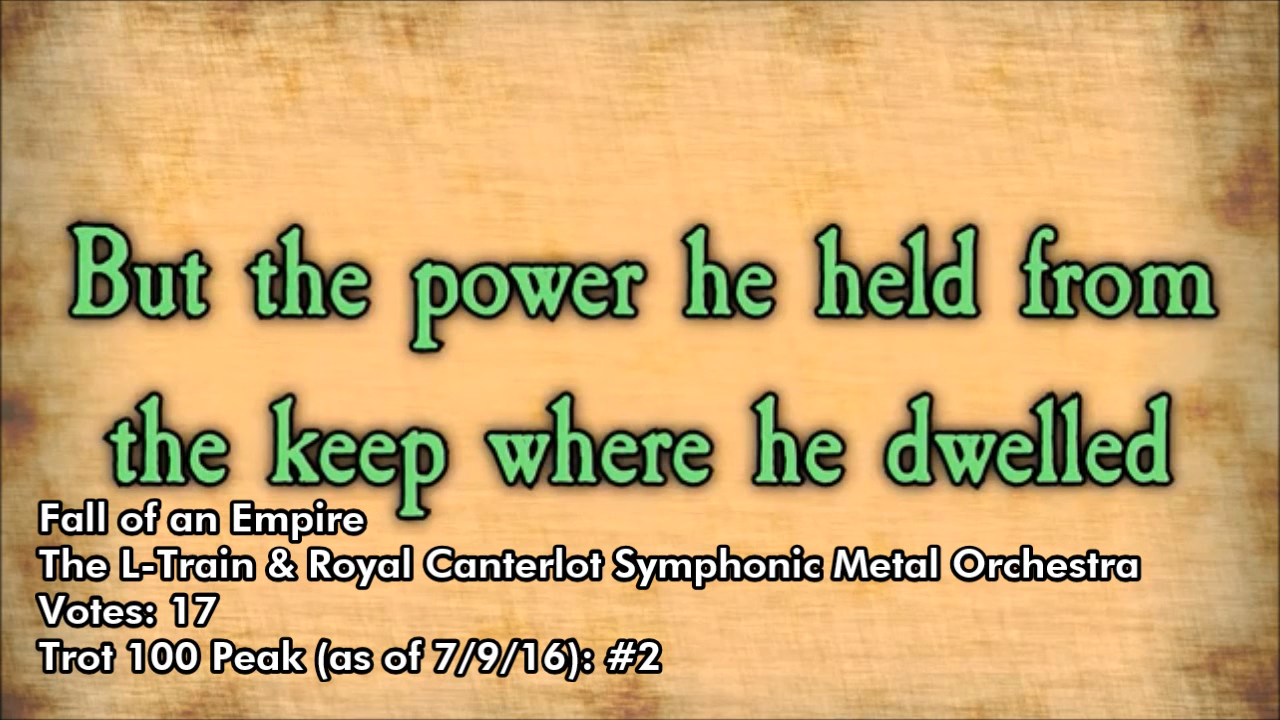 But the power he held from
the keep where he dwelled
Fall of an Empire
The L-Train & Royal Canterlot Symphonic Metal Orchestra
Votes: 17
Trot 100 Peak (as of 7/9/16): #2